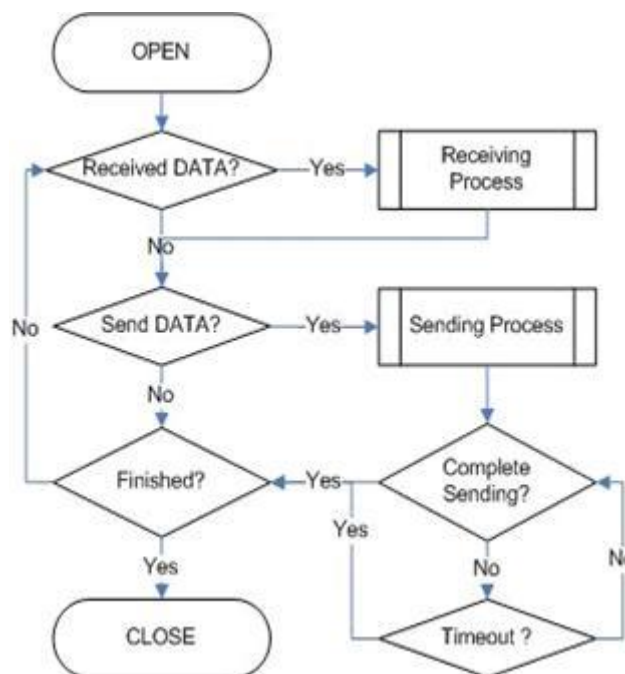 OPEN
Received DATA?
Yes
Receiving
Process
No
Send DATA?
Yes
Sending Process
No
No
Finished?
Yes
Complete
Sending?
Yes
No
No
Yes
Timeout ?
CLOSE